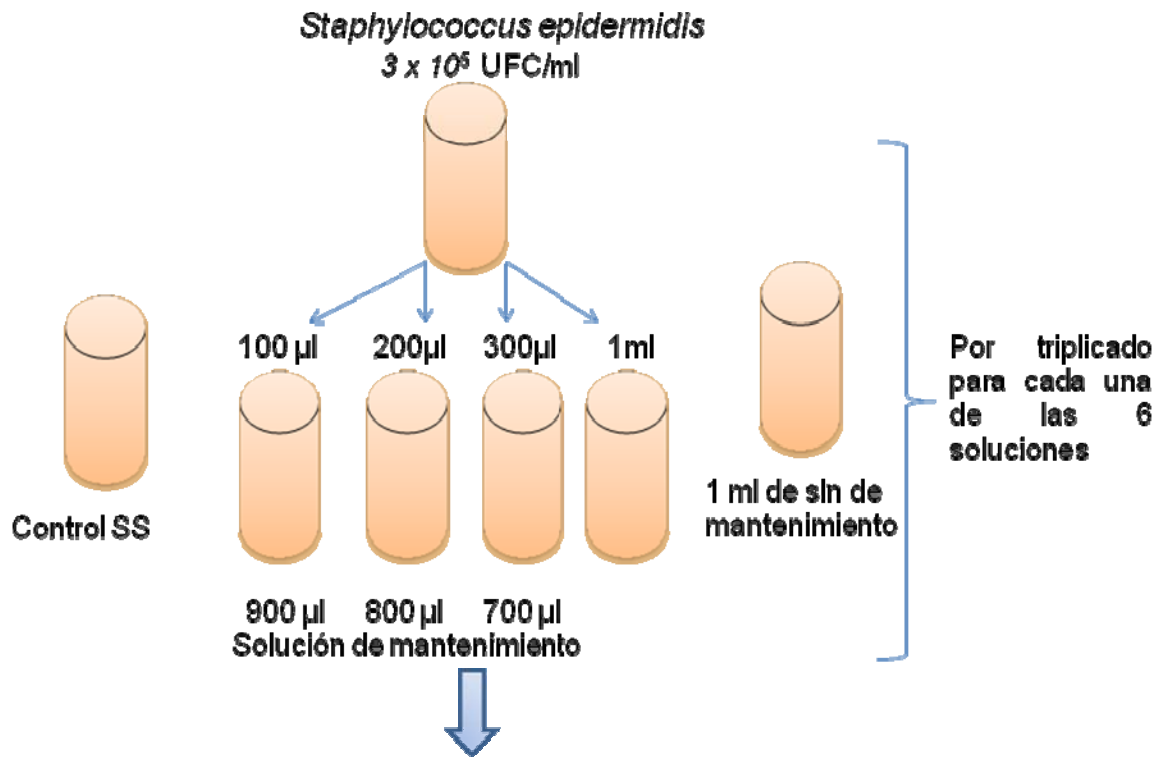 Staphylococcus epidermidis
3 x 10⁵ UFC/ml
100 µl 200µl 300µl 1ml
Control SS
900 µl 800 µl 700 µl
Solución de mantenimiento
1 ml de sln de
mantenimiento
Por triplicado
para cada una
de las 6
soluciones